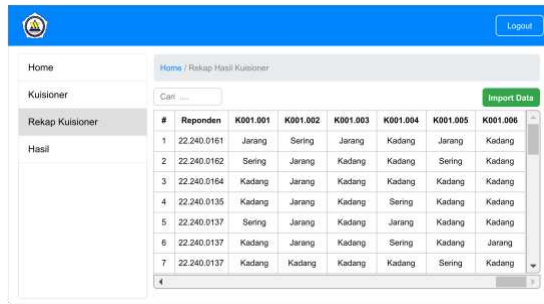 Logout
Home
Kuisioner
Rekap Kuisioner
Hasil
Home / Rekap Hasil Kuisioner
Cari ....
Import Data
# Reponden K001.001 K001.002 K001.003 K001.004 K001.005 K001.006
1 22.240.0161 Jarang Sering Jarang Kadang Jarang Kadang
2 22.240.0162 Sering Jarang Kadang Kadang Sering Kadang
3 22.240.0164 Kadang Jarang Kadang Kadang Kadang Kadang
4 22.240.0135 Kadang Jarang Kadang Sering Kadang Kadang
5 22.240.0137 Sering Jarang Kadang Jarang Kadang Kadang
6 22.240.0137 Kadang Jarang Kadang Sering Kadang Jarang
7 22.240.0137 Kadang Kadang Kadang Kadang Sering Kadang